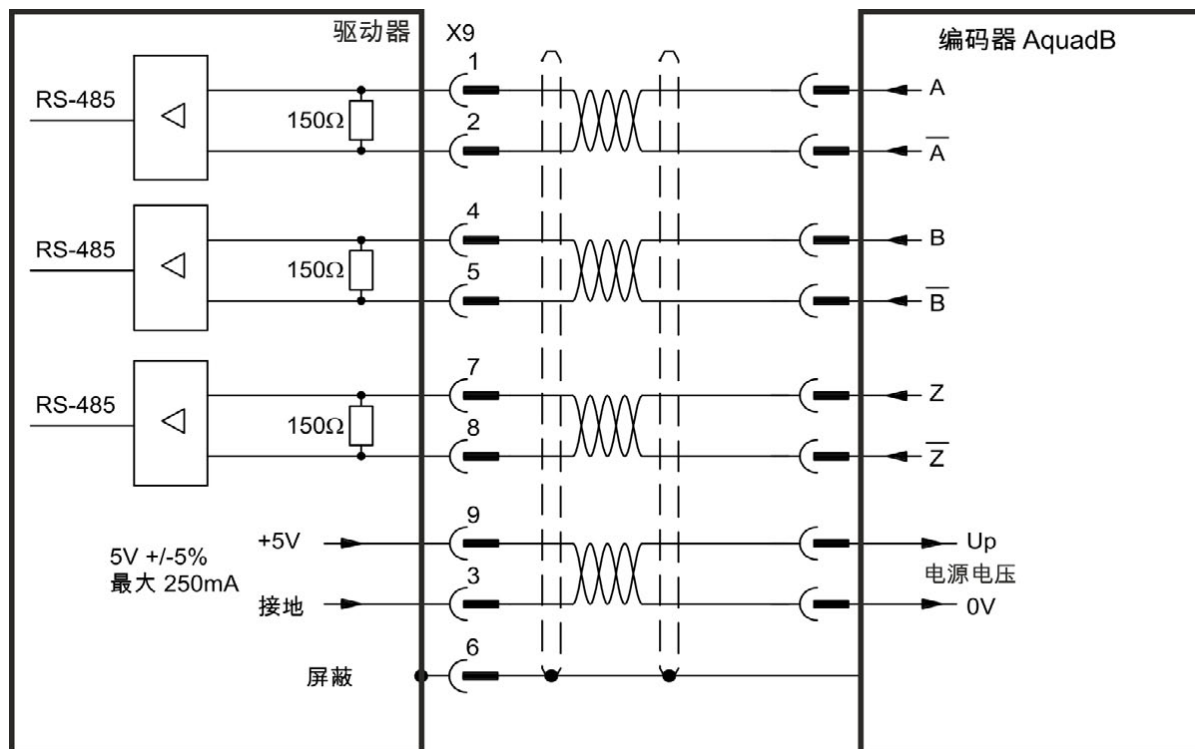 驱动器
X9
编码器 AquadB
1
A
RS-485
150Ω
2
A̅
4
B
RS-485
150Ω
5
B̅
7
Z
RS-485
150Ω
8
Z̅
9
+5V
Up
5V +/-5%
最大 250mA
电源电压
3
接地
0V
6
屏蔽